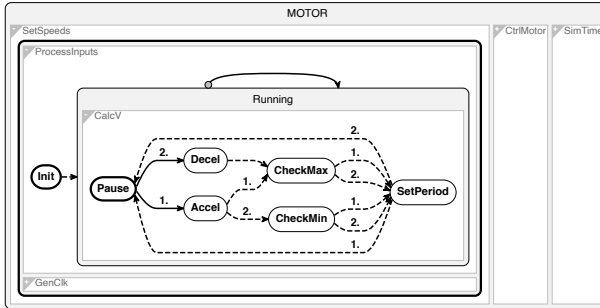 MOTOR
SetSpeeds
CtrlMotor
SimTime
ProcessInputs
Running
CalcV
2.
2. Decel
1.
CheckMax
2.
Init
Pause
1.
SetPeriod
1. Accel
1.
2. CheckMin
2.
1.
GenClk